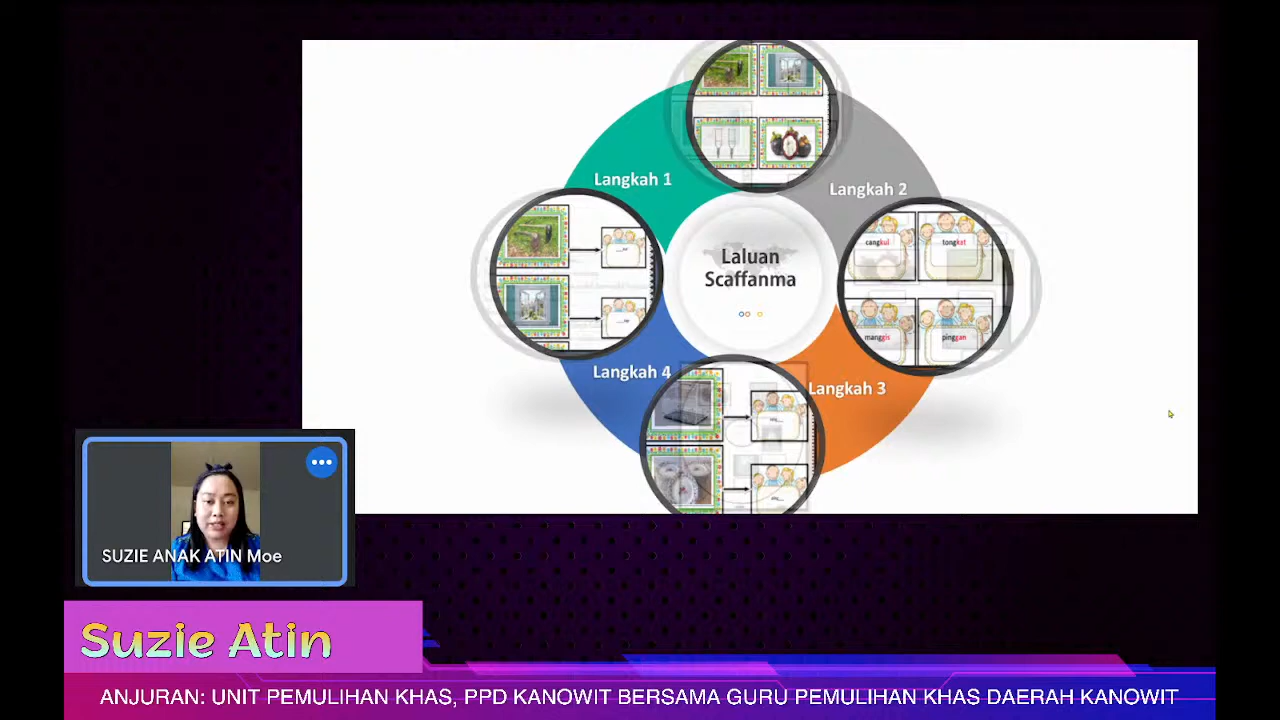 Langkah 1
Langkah 2
Laluan
Scaffanma
cangkul
tongket
manggis
pinggan
Langkah 4
Langkah 3
SUZIE ANAK ATIN Moe
Suzie Atin
ANJURAN: UNIT PEMULIHAN KHAS, PPD KANOWIT BERSAMA GURU PEMULIHAN KHAS DAERAH KANOWIT